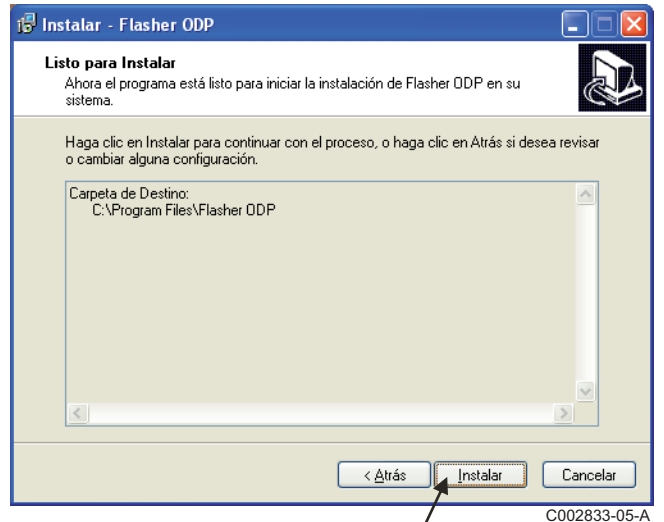 Instalar - Flasher ODP
Listo para Instalar
Ahora el programa está listo para iniciar la instalación de Flasher ODP en su
sistema.
Haga clic en Instalar para continuar con el proceso, o haga clic en Atrás si desea revisar
o cambiar alguna configuración.
Carpeta de Destino:
C:\Program Files\Flasher ODP
< Atrás Instalar Cancelar
C002833-05-A